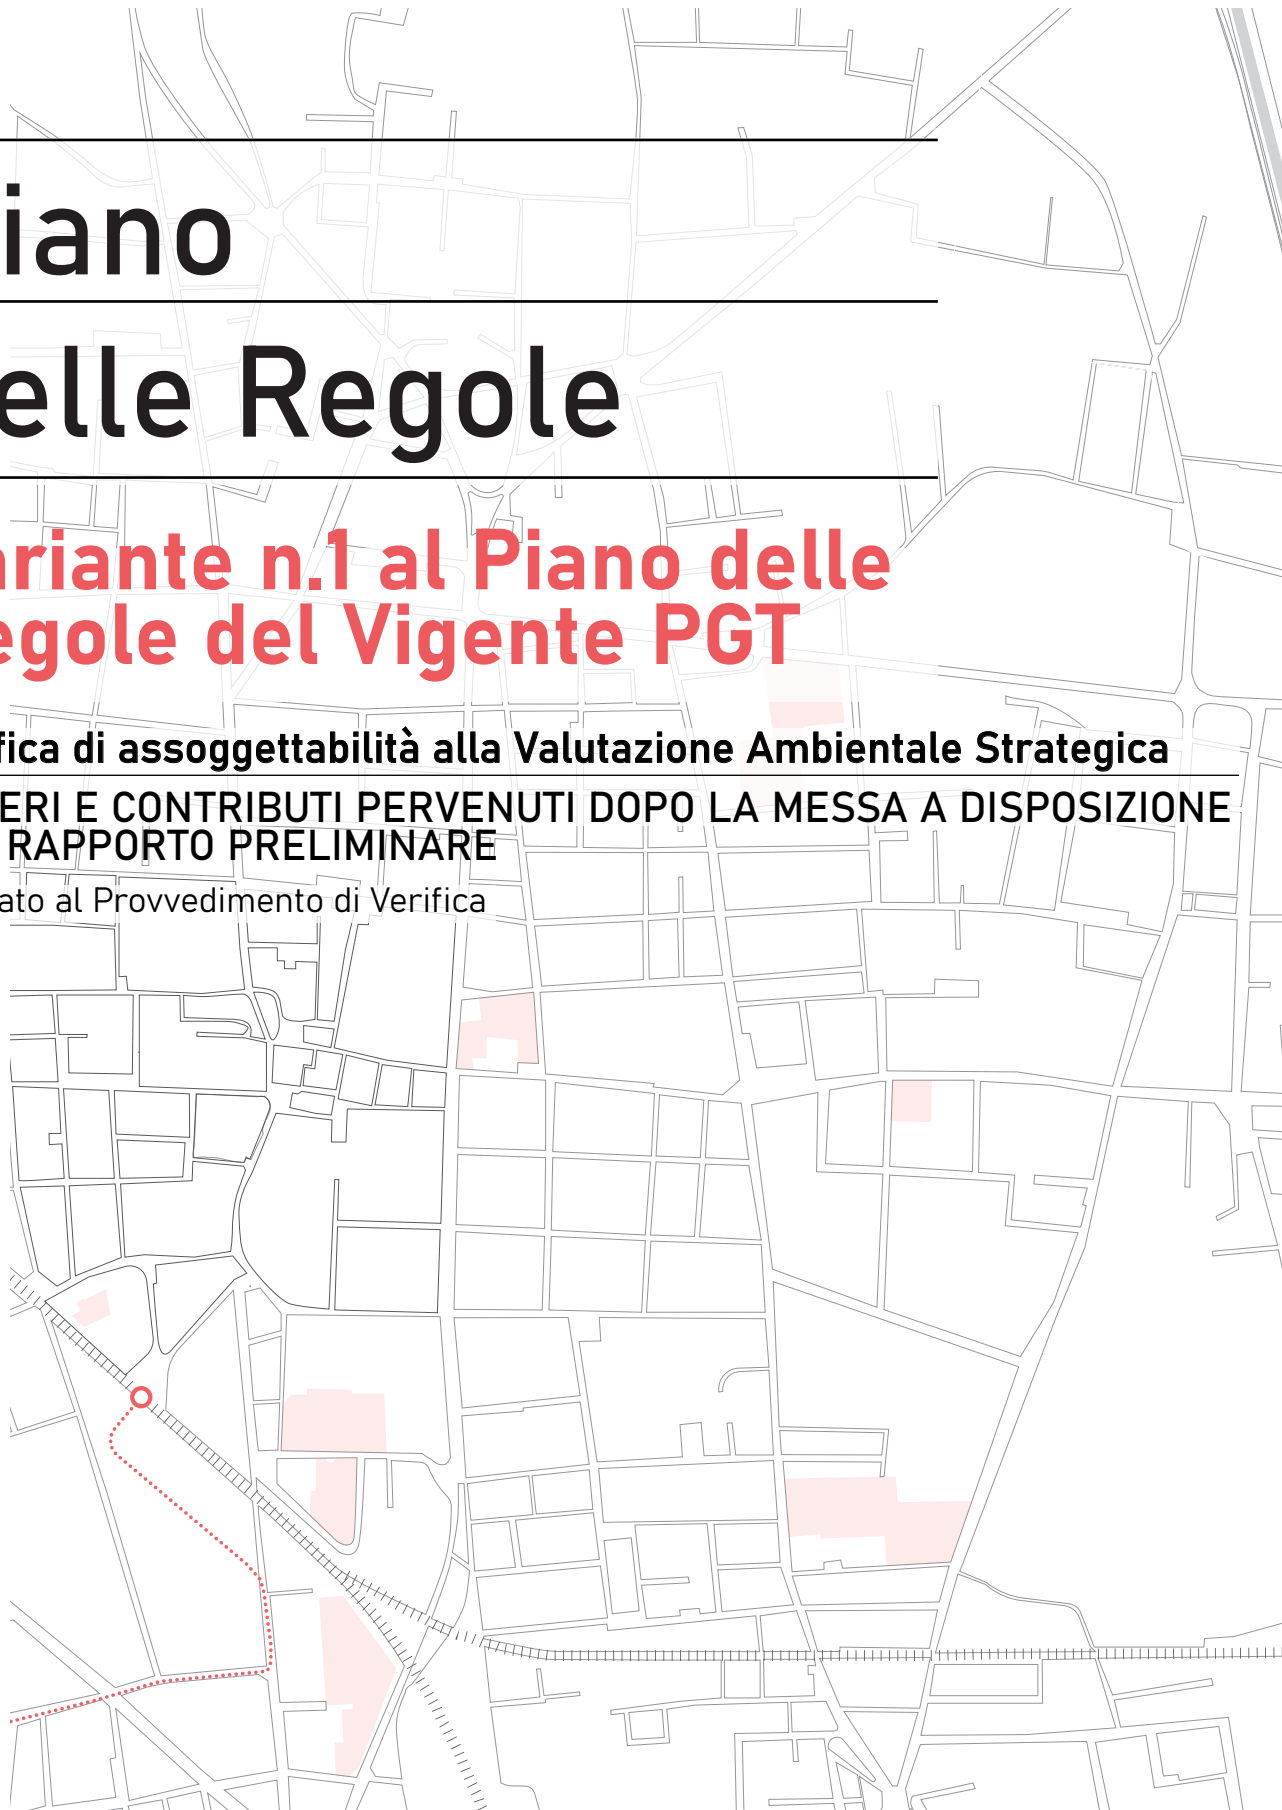 iano
elle Regole
ariante n.1 al Piano delle
egole del Vigente PGT
fica di assoggettabilità alla Valutazione Ambientale Strategica
ERI E CONTRIBUTI PERVENUTI DOPO LA MESSA A DISPOSIZIONE
RAPPORTO PRELIMINARE
ato al Provvedimento di Verifica